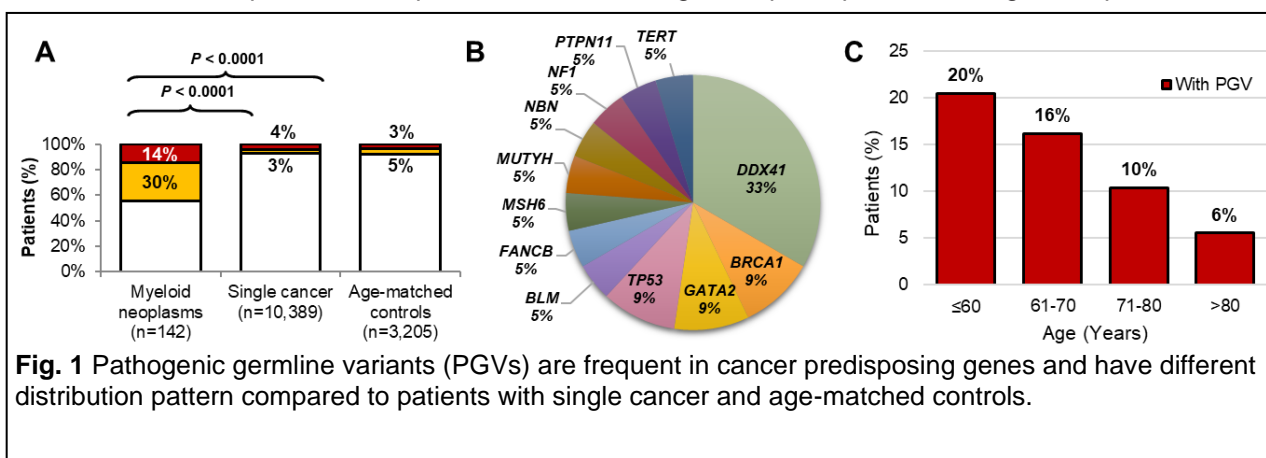 A
P < 0.0001
P < 0.0001
Patients (%)
100%
80%
60%
40%
20%
0%
14%
30%
4%
3%
3%
5%
Myeloid
neoplasms
(n=142)
Single cancer
(n=10,389)
Age-matched
controls
(n=3,205)
B
PTPN11
5%
TERT
5%
NF1
5%
NBN
5%
MUTYH
5%
MSH6
5%
FANCB
5%
BLM
5%
TP53
9%
GATA2
9%
BRCA1
9%
DDX41
33%
C
Patients (%)
25
20
15
10
5
0
With PGV
20%
16%
10%
6%
≤60
61-70
71-80
>80
Age (Years)
Fig. 1 Pathogenic germline variants (PGVs) are frequent in cancer predisposing genes and have different
distribution pattern compared to patients with single cancer and age-matched controls.